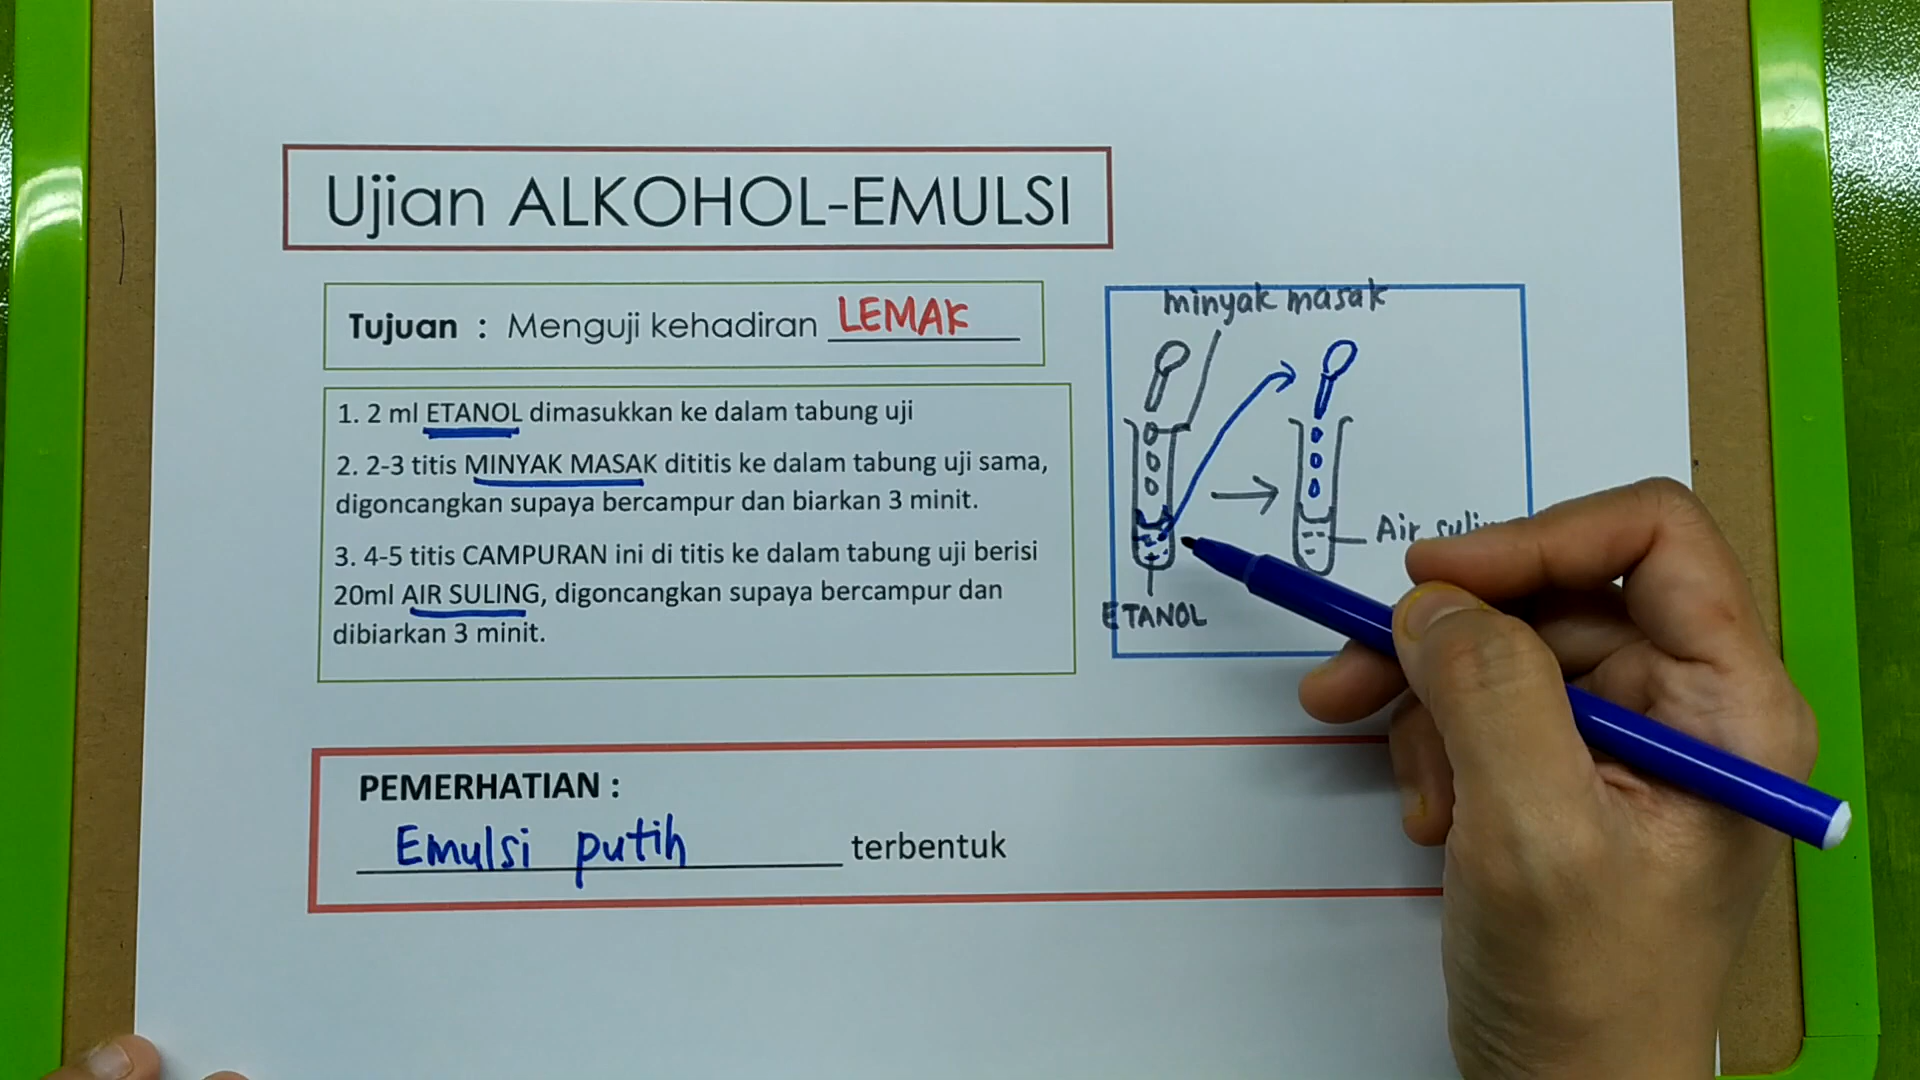 Ujian ALKOHOL-EMULSI
Tujuan : Menguji kehadiran LEMAK
1. 2 ml ETANOL dimasukkan ke dalam tabung uji
2. 2-3 titis MINYAK MASAK dititis ke dalam tabung uji sama,
digoncangkan supaya bercampur dan biarkan 3 minit.
3. 4-5 titis CAMPURAN ini di titis ke dalam tabung uji berisi
20ml AIR SULING, digoncangkan supaya bercampur dan
dibiarkan 3 minit.
minyak masak
Air
ETANOL
PEMERHATIAN :
Emulsi putih terbentuk